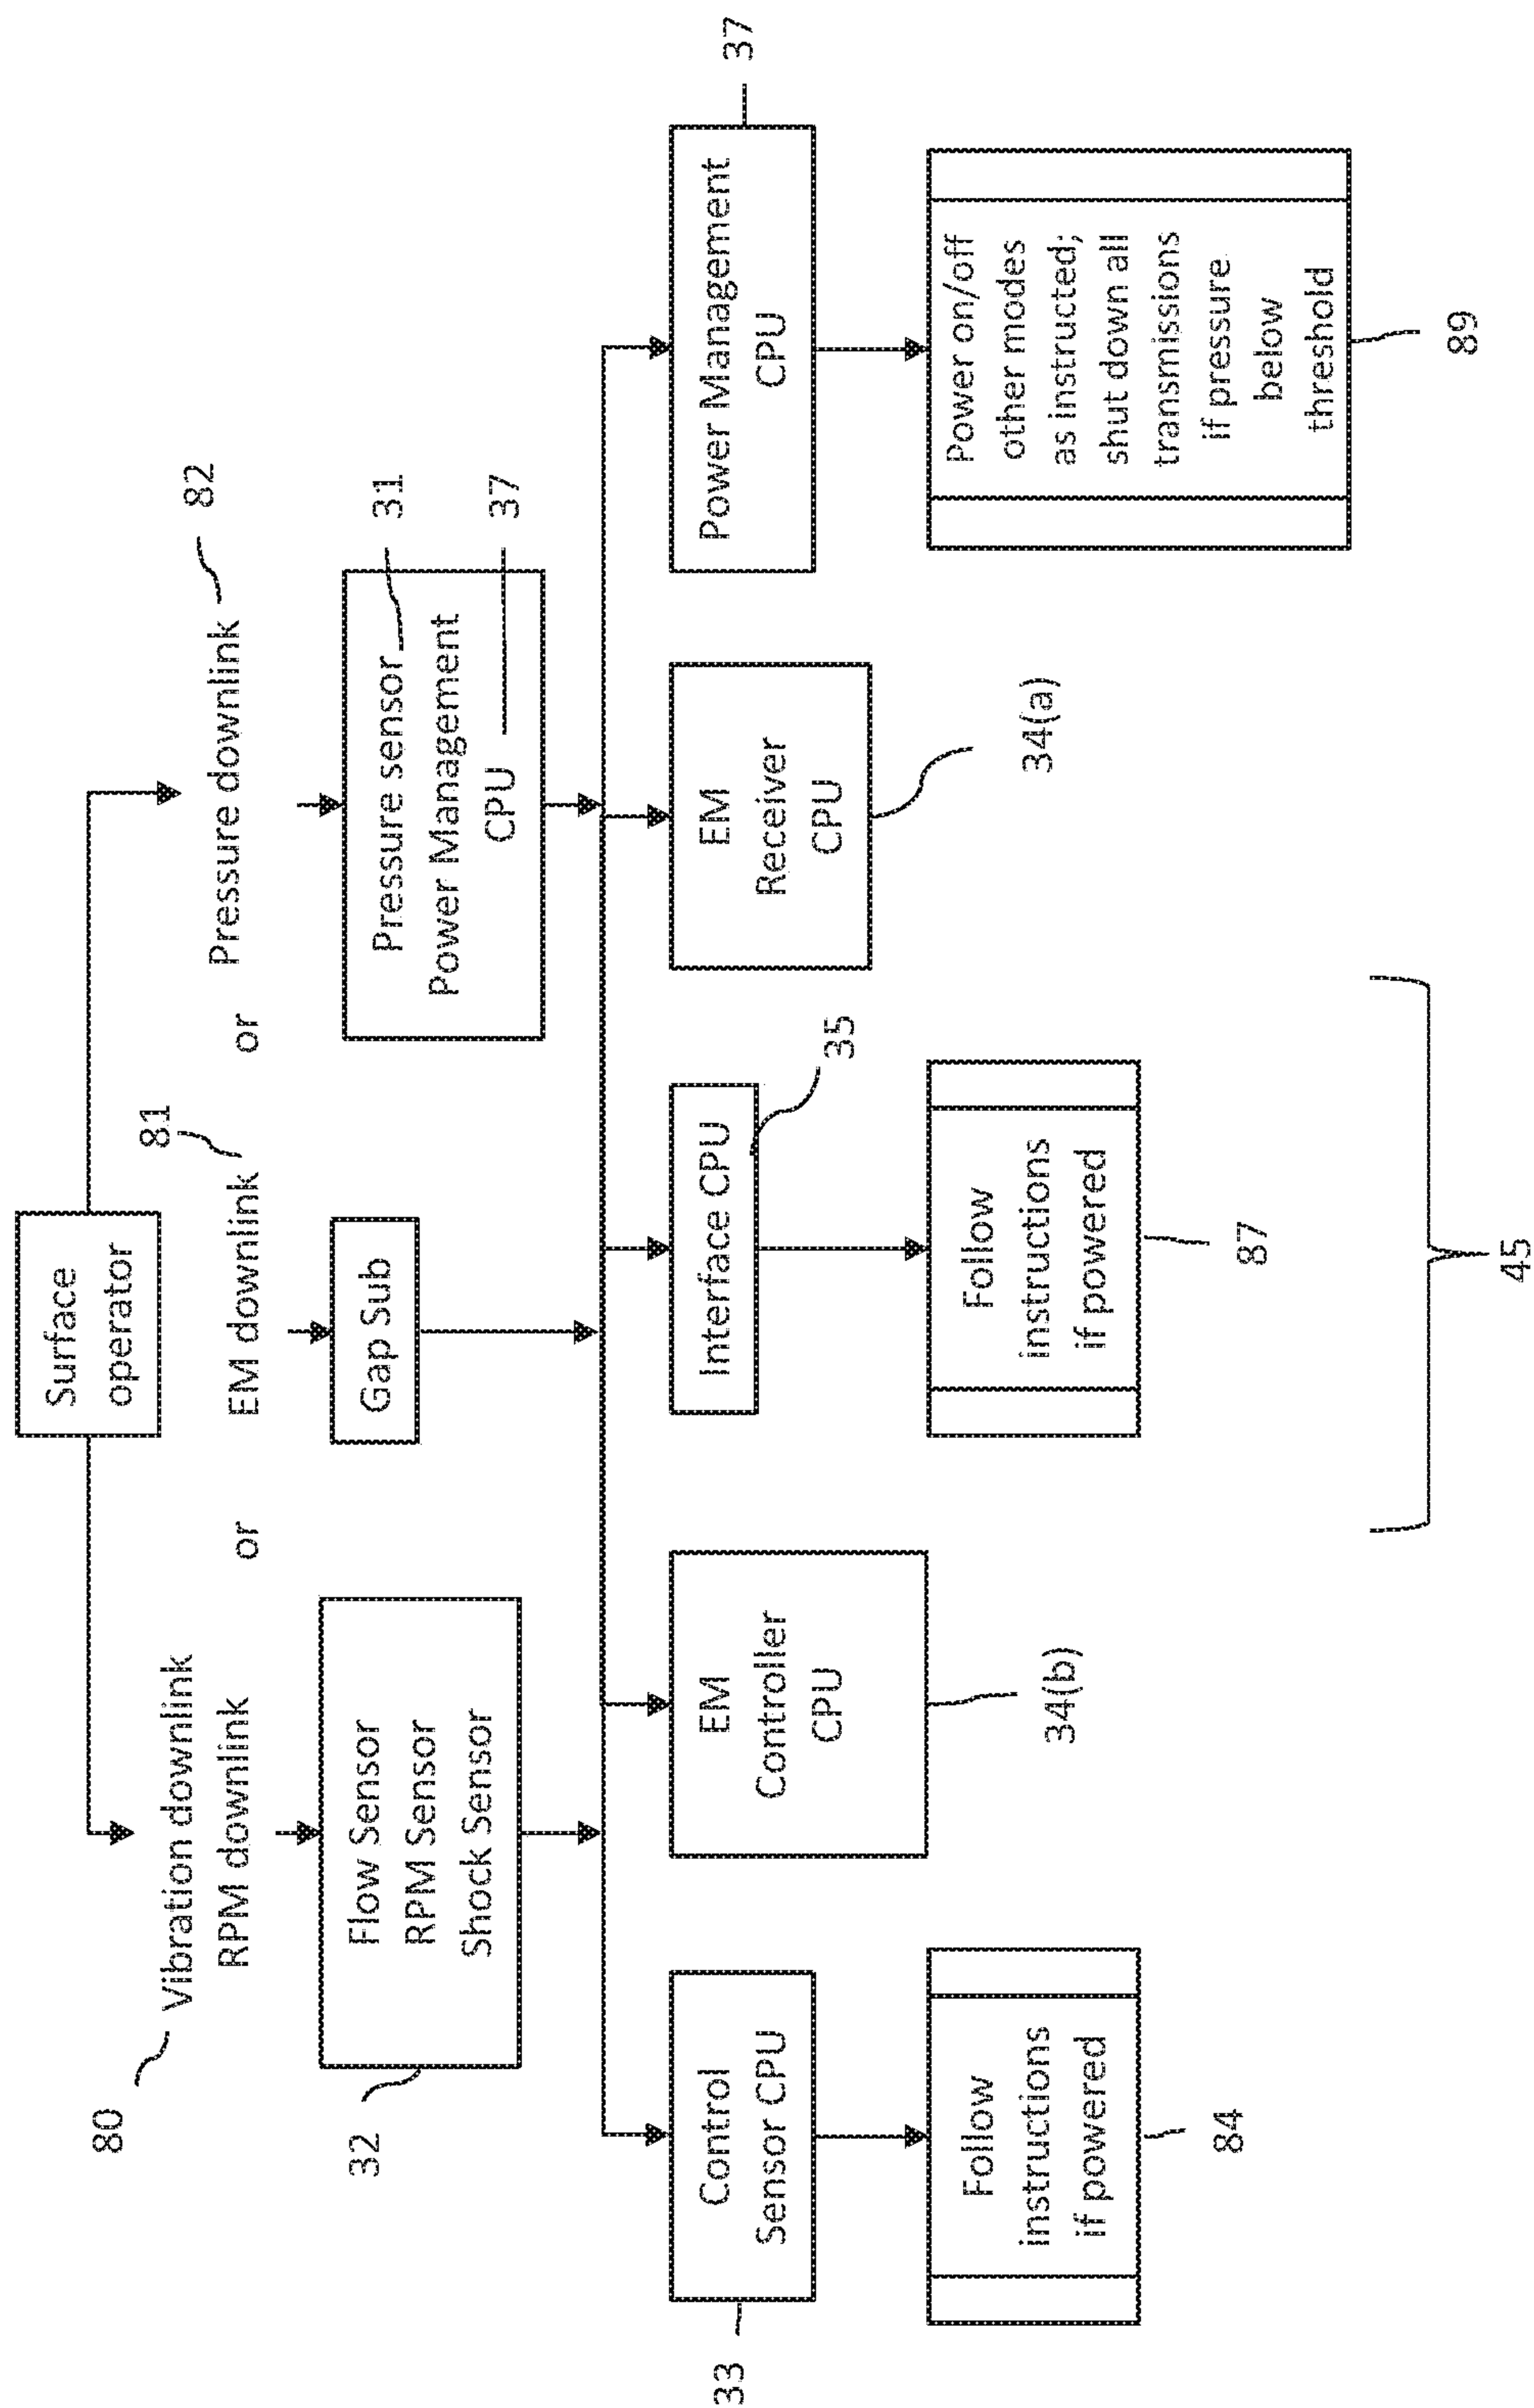 Surface
operator
80
Vibration downlink
RPM downlink
or
81
EM downlink
or
82
Pressure downlink
32
Flow Sensor
RPM Sensor
Shock Sensor
Gap Sub
Pressure sensor
31
Power Management
CPU
37
33
Control
Sensor CPU
EM
Controller
CPU
34(b)
Interface CPU
35
EM
Receiver
CPU
34(a)
Power Management
CPU
37
Follow
instructions
if powered
84
Follow
instructions
if powered
87
Power on/off
other modes
as instructed;
shut down all
transmissions
if pressure
below
threshold
89
45